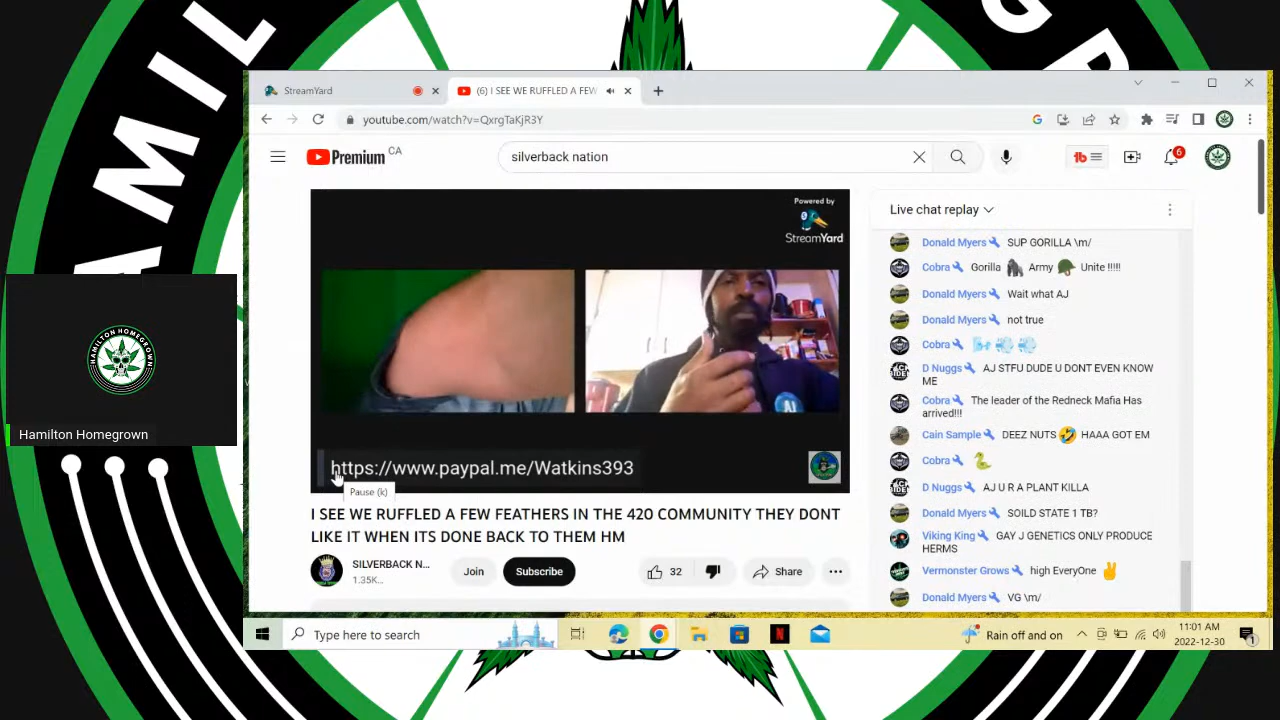 AMIL
GR
StreamYard
(6) I SEE WE RUFFLED A FEW
youtube.com/watch?v=QxrgTaKjR3Y
Premium CA
silverback nation
6
Powered by
StreamYard
https://www.paypal.me/Watkins393
Pause (k)
I SEE WE RUFFLED A FEW FEATHERS IN THE 420 COMMUNITY THEY DONT
LIKE IT WHEN ITS DONE BACK TO THEM HM
SILVERBACK N...
1.35K...
Join
Subscribe
32
Share
Live chat replay
Donald Myers SUP GORILLA \m/
Cobra Gorilla 🦍 Army 🪖 Unite !!!!!
Donald Myers Wait what AJ
Donald Myers not true
Cobra 🌬️💨💨
D Nuggs AJ STFU DUDE U DONT EVEN KNOW
ME
Cobra The leader of the Redneck Mafia Has
arrived!!!
Cain Sample DEEZ NUTS 🤣 HAAA GOT EM
Cobra 🐍
D Nuggs AJ U R A PLANT KILLA
Donald Myers SOILD STATE 1 TB?
Viking King GAY J GENETICS ONLY PRODUCE
HERMS
Vermonster Grows high EveryOne ✌️
Donald Myers VG \m/
HAMILTON HOMEGROWN
Hamilton Homegrown
Type here to search
Rain off and on
11:01 AM
2022-12-30
1